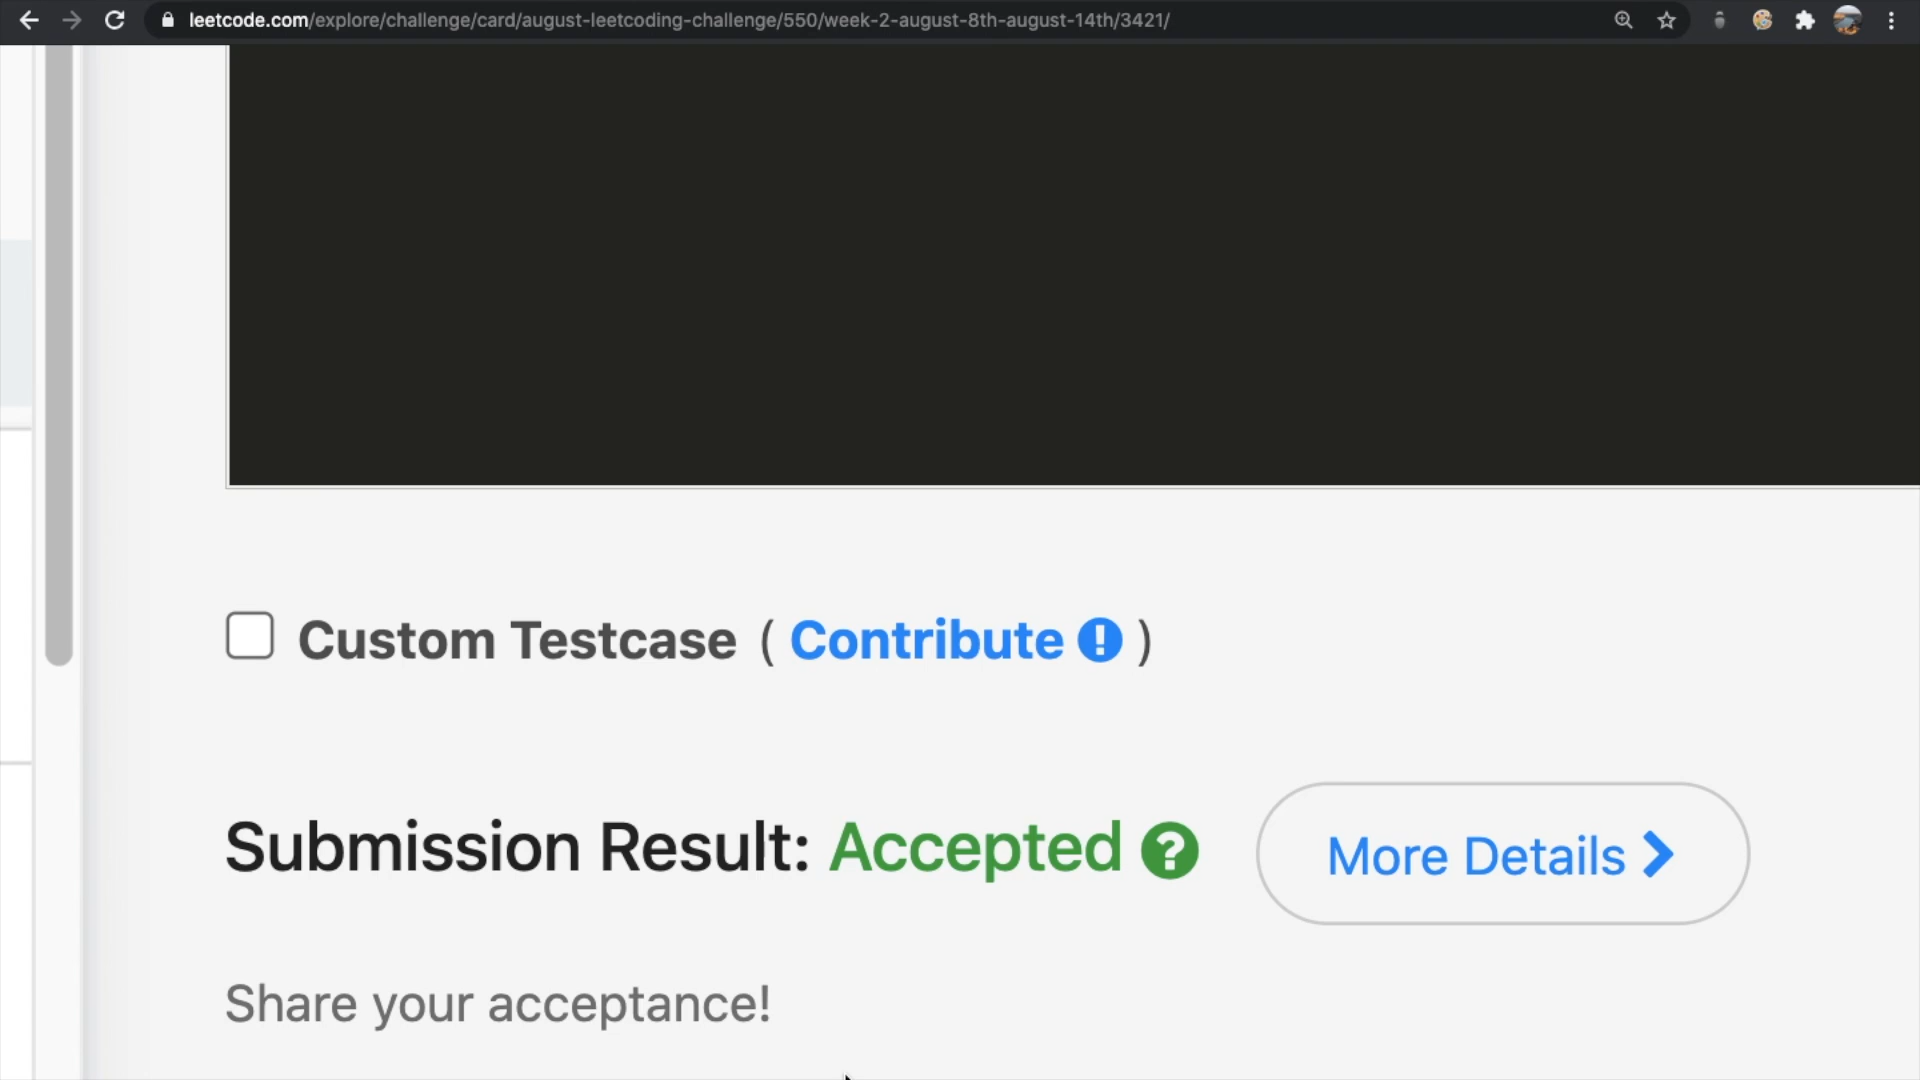 leetcode.com/explore/challenge/card/august-leetcoding-challenge/550/week-2-august-8th-august-14th/3421/
Custom Testcase ( Contribute )
Submission Result: Accepted More Details
Share your acceptance!